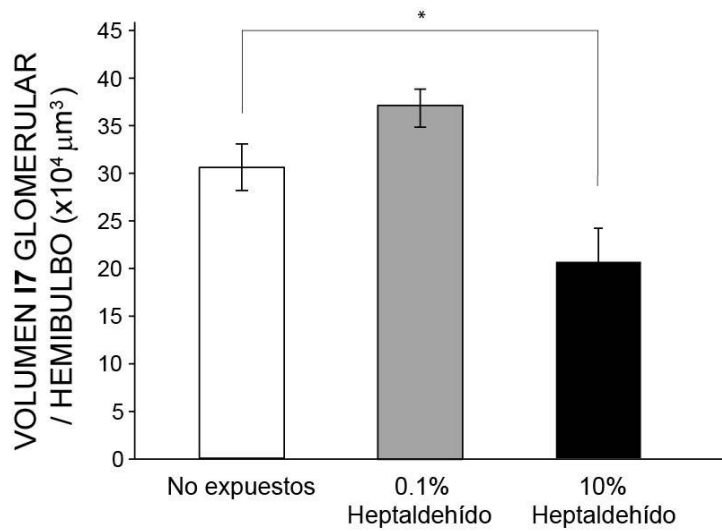 VOLUMEN I7 GLOMERULAR
/ HEMIBULBO (x10⁴ µm³)
45
40
35
30
25
20
15
10
5
0
*
No expuestos
0.1%
Heptaldehído
10%
Heptaldehído